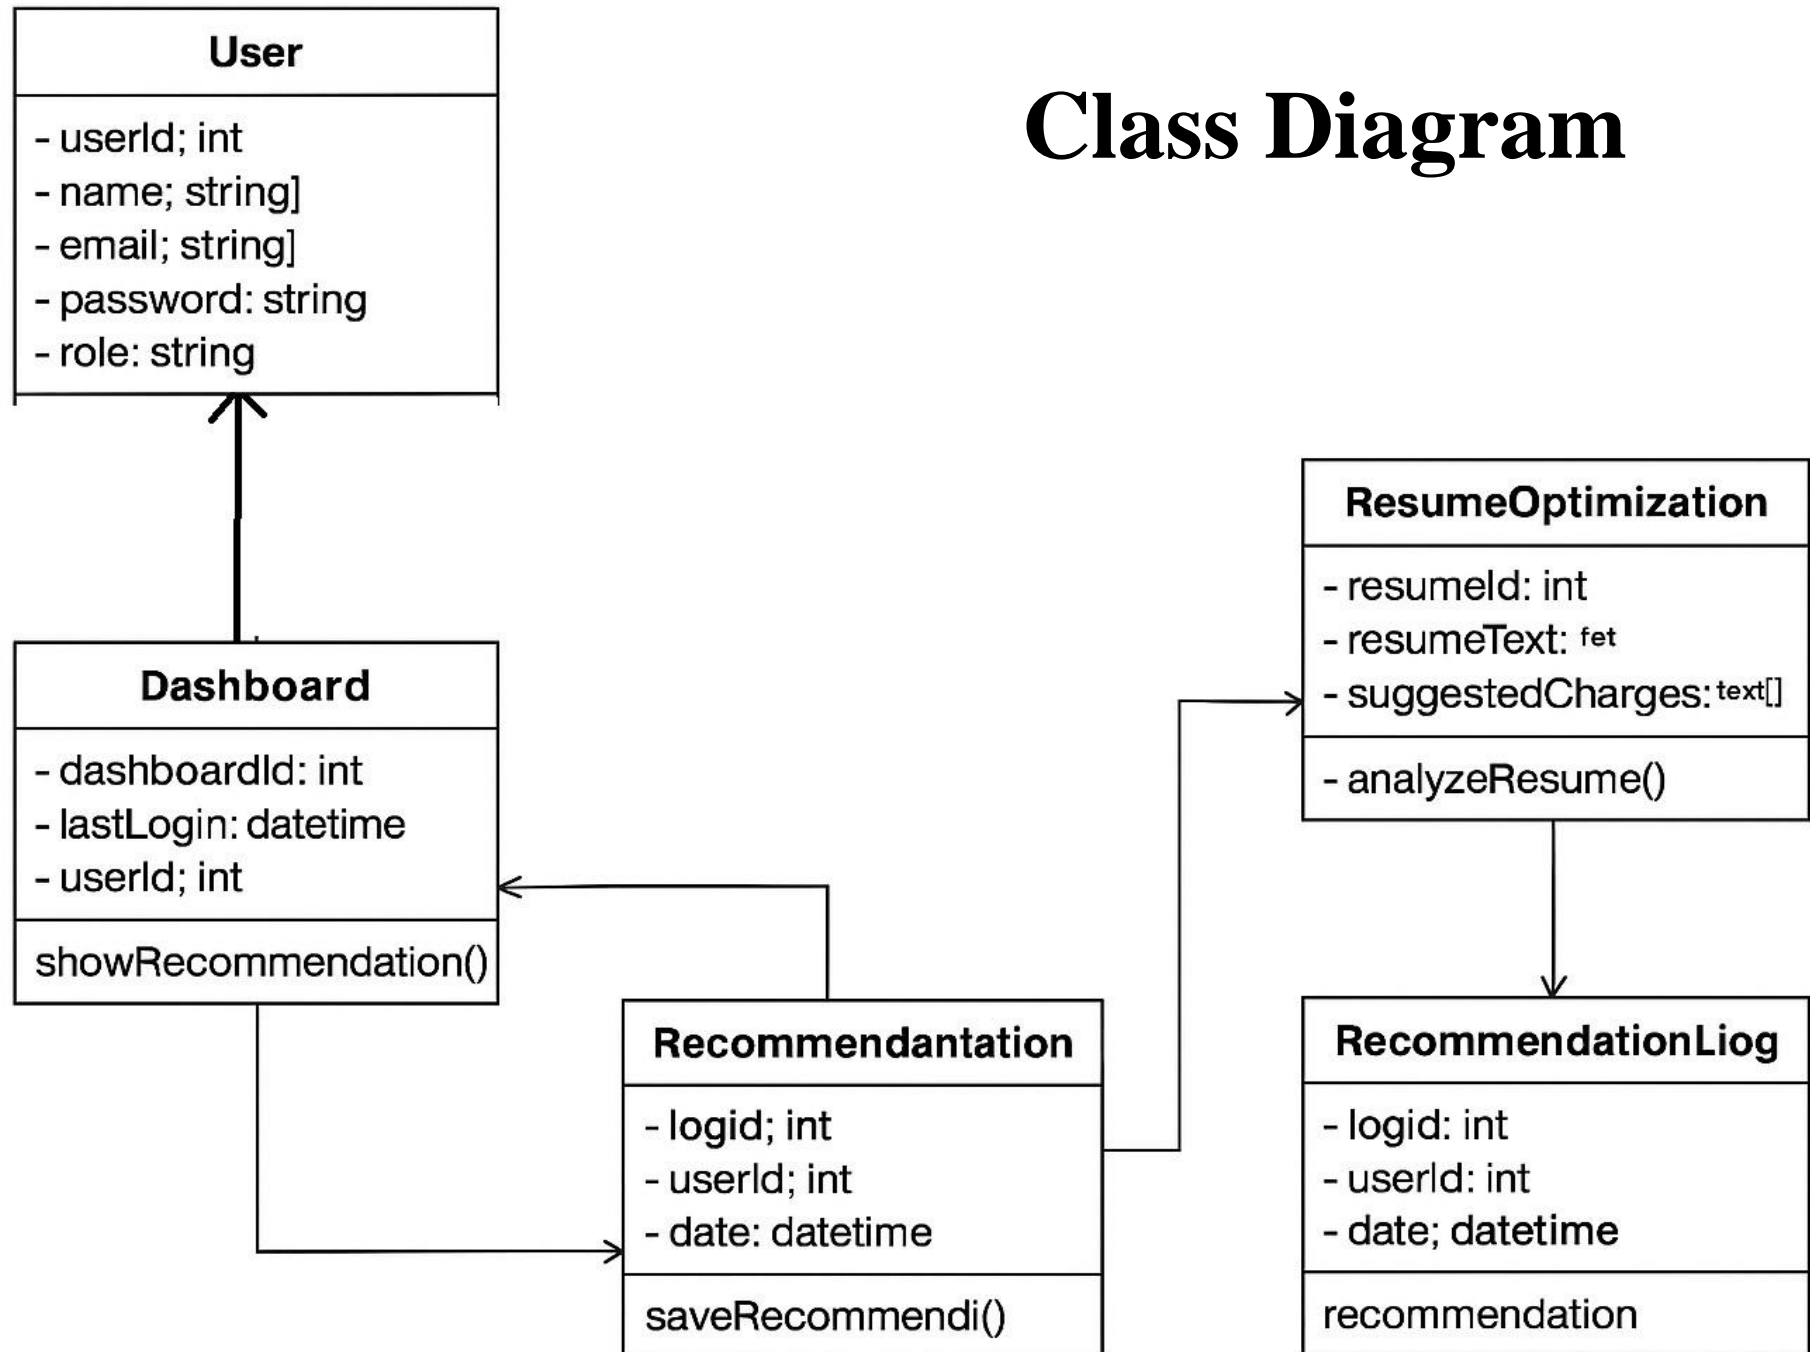 Class Diagram
User
- userId; int
- name; string]
- email; string]
- password: string
- role: string
Dashboard
- dashboardId: int
- lastLogin: datetime
- userId; int
showRecommendation()
Recommendantation
- logid; int
- userId; int
- date: datetime
saveRecommendi()
ResumeOptimization
- resumeId: int
- resumeText: fet
- suggestedCharges: text[]
- analyzeResume()
RecommendationLiog
- logid: int
- userId: int
- date; datetime
recommendation